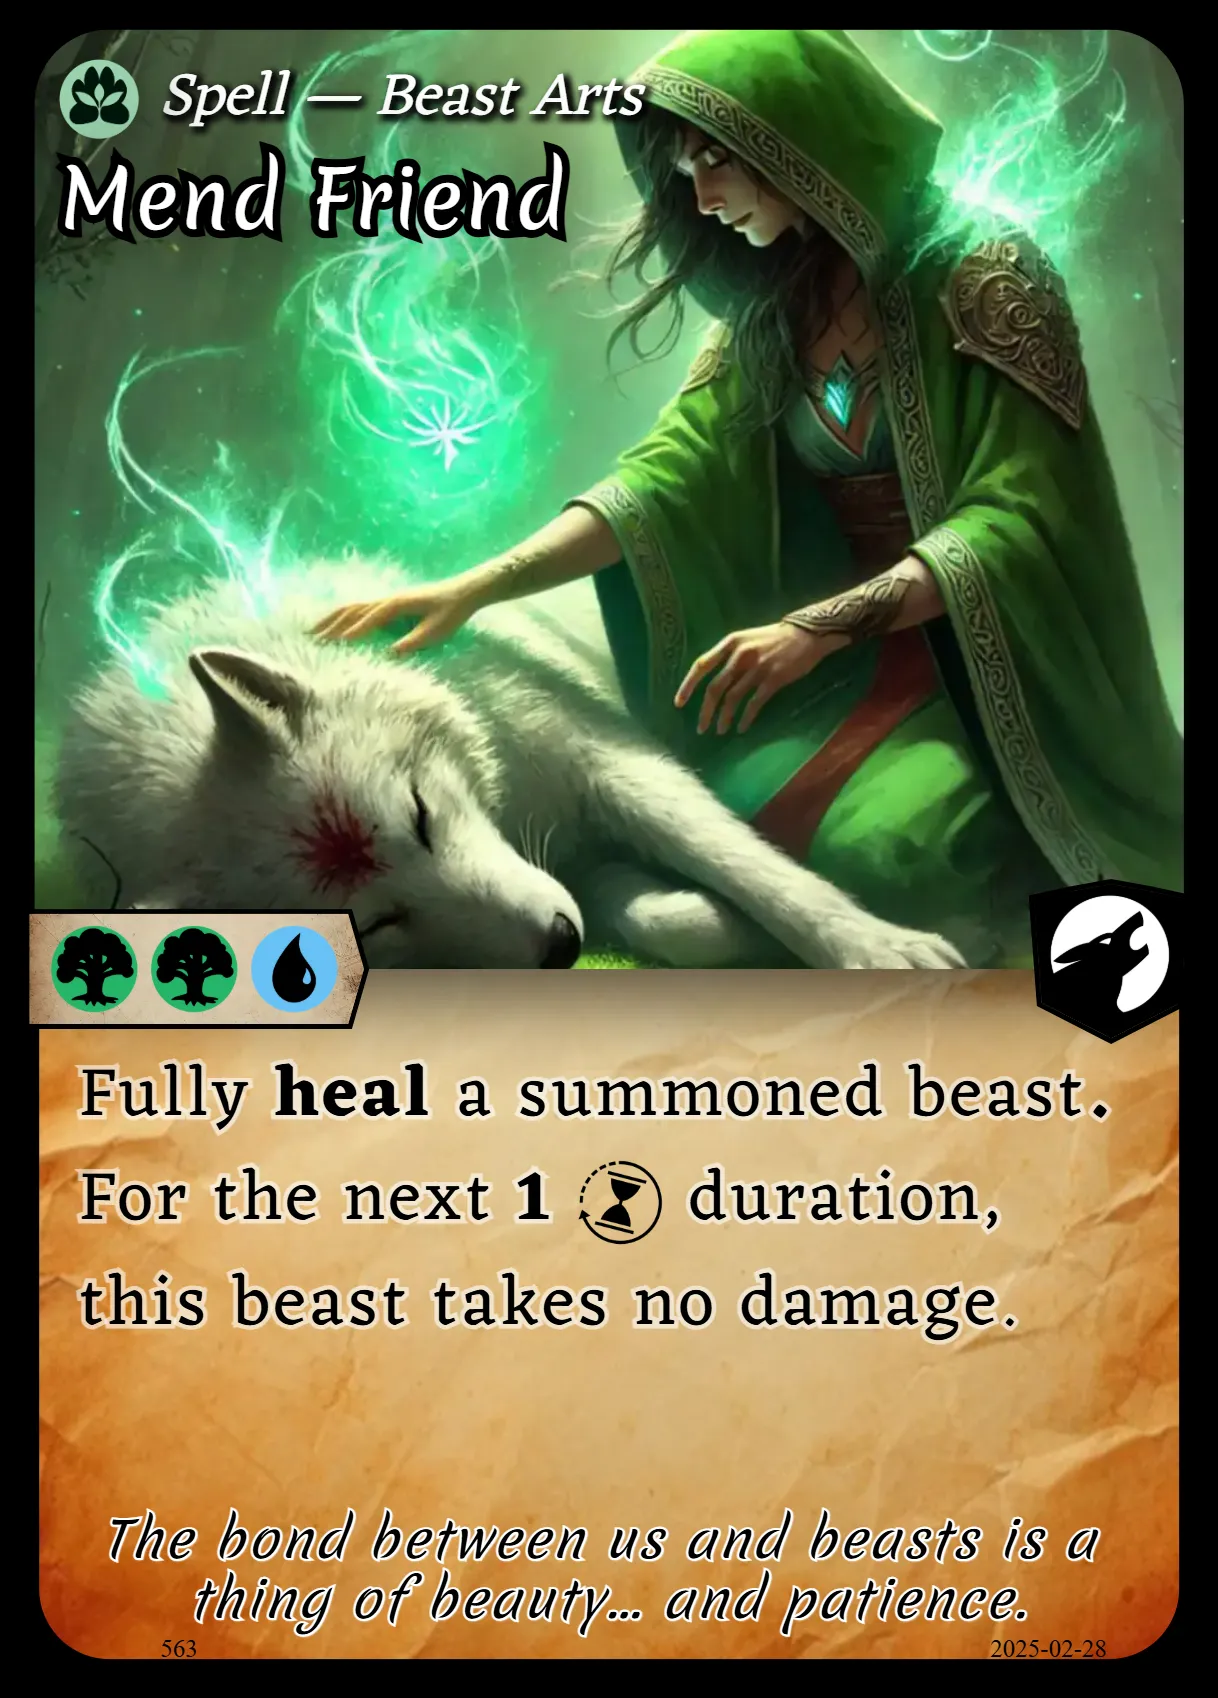 Spell — Beast Arts
Mend Friend
Fully heal a summoned beast.
For the next 1 duration,
this beast takes no damage.
The bond between us and beasts is a
thing of beauty... and patience.
563
2025-02-28